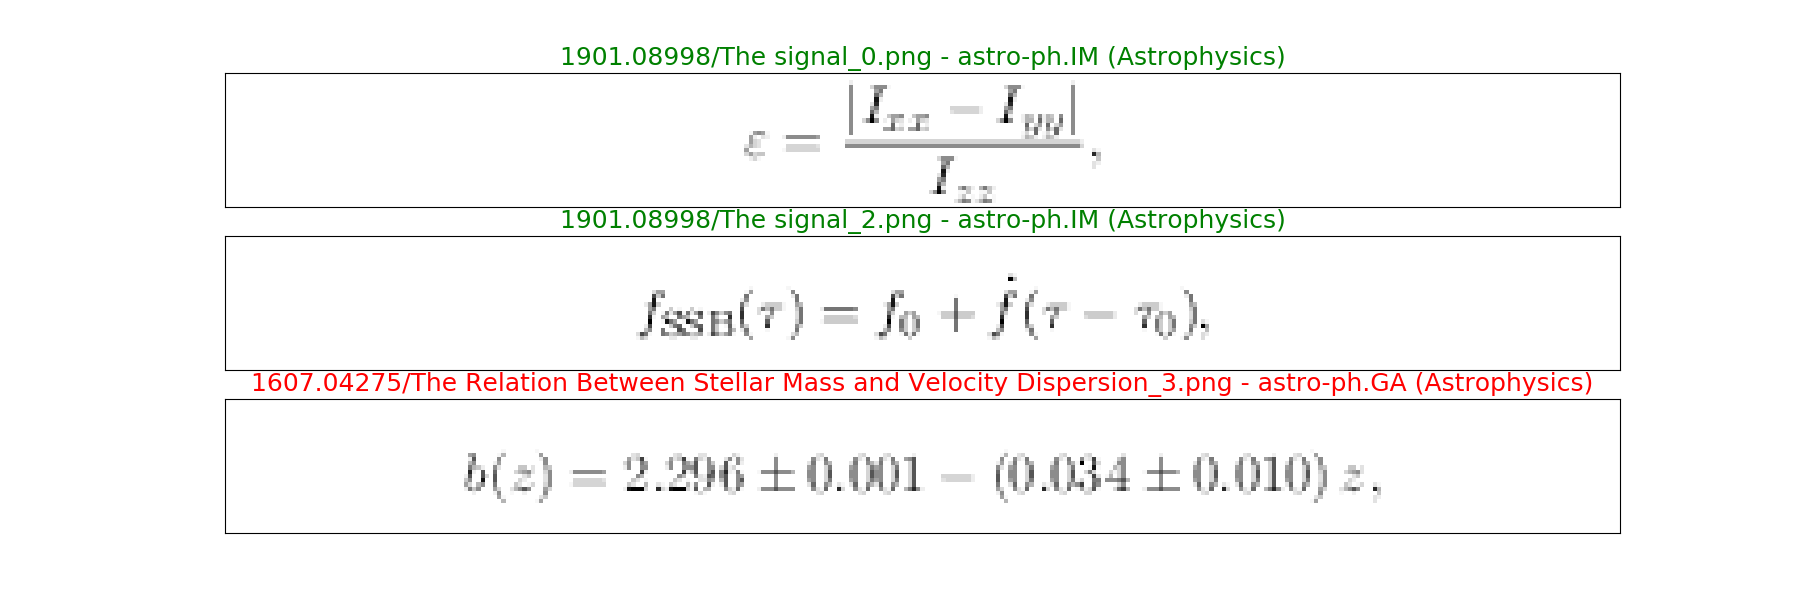 1901.08998/The signal_0.png - astro-ph.IM (Astrophysics)
ε = |I_xx − I_yy| / I_zz ,
1901.08998/The signal_2.png - astro-ph.IM (Astrophysics)
f_SSB(τ) = f_0 + ḟ(τ − τ_0),
1607.04275/The Relation Between Stellar Mass and Velocity Dispersion_3.png - astro-ph.GA (Astrophysics)
b(z) = 2.296 ± 0.001 − (0.034 ± 0.010) z,